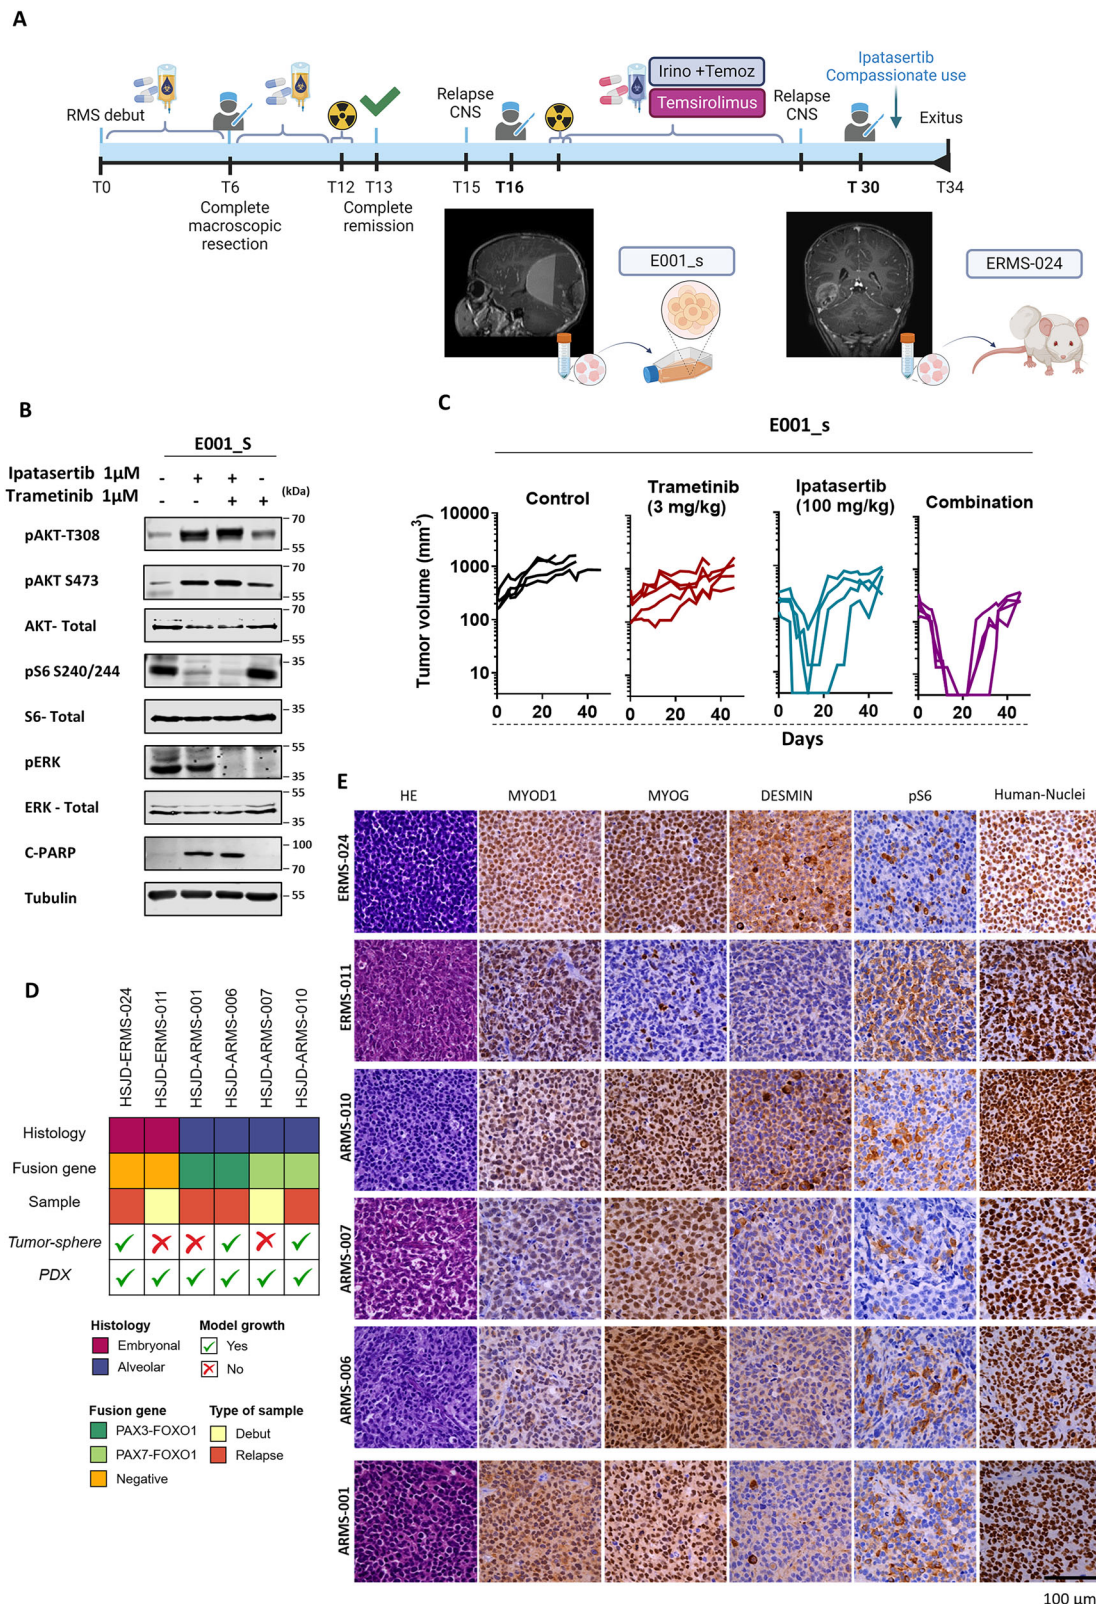 A
Ipatasertib
Compassionate use
Irino +Temoz
Temsirolimus
RMS debut
Relapse
CNS
Relapse
CNS
Exitus
T0
T6
T12
T13
T15
T16
T 30
T34
Complete
macroscopic
resection
Complete
remission
E001_s
ERMS-024
B
E001_S
Ipatasertib 1μM - + + -
Trametinib 1μM - - + +
(kDa)
pAKT-T308
70
55
pAKT S473
70
55
AKT- Total
70
55
pS6 S240/244
35
S6- Total
35
pERK
55
35
ERK - Total
55
35
C-PARP
100
70
Tubulin
55
C
E001_s
Control
Trametinib
(3 mg/kg)
Ipatasertib
(100 mg/kg)
Combination
Tumor volume (mm3)
10000
1000
100
10
0 20 40
0 20 40
0 20 40
0 20 40
Days
D
HSJD-ERMS-024
HSJD-ERMS-011
HSJD-ARMS-001
HSJD-ARMS-006
HSJD-ARMS-007
HSJD-ARMS-010
Histology
Fusion gene
Sample
Tumor-sphere
PDX
Histology
Embryonal
Alveolar
Model growth
Yes
No
Fusion gene
PAX3-FOXO1
PAX7-FOXO1
Negative
Type of sample
Debut
Relapse
E
HE MYOD1 MYOG DESMIN pS6 Human-Nuclei
ERMS-024
ERMS-011
ARMS-010
ARMS-007
ARMS-006
ARMS-001
100 μm